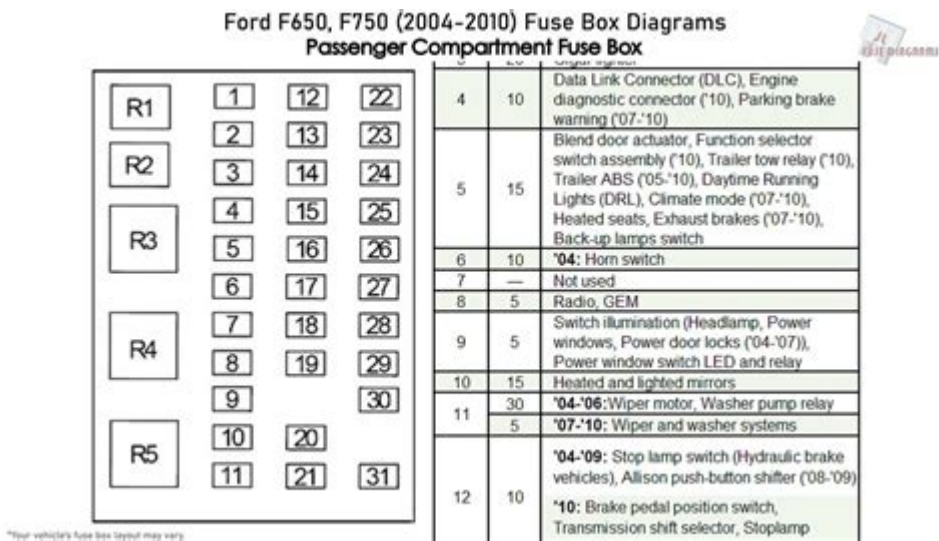 Ford F650, F750 (2004-2010) Fuse Box Diagrams
Passenger Compartment Fuse Box
R1
R2
R3
R4
R5
1 12 22
2 13 23
3 14 24
4 15 25
5 16 26
6 17 27
7 18 28
8 19 29
9 30
10 20
11 21 31
4 10 Data Link Connector (DLC), Engine
diagnostic connector ('10), Parking brake
warning ('07-'10)
5 15 Blend door actuator, Function selector
switch assembly ('10), Trailer tow relay ('10),
Trailer ABS ('05-'10), Daytime Running
Lights (DRL), Climate mode ('07-'10),
Heated seats, Exhaust brakes ('07-'10),
Back-up lamps switch
6 10 '04: Horn switch
7 — Not used
8 5 Radio, GEM
9 5 Switch illumination (Headlamp, Power
windows, Power door locks ('04-'07)),
Power window switch LED and relay
10 15 Heated and lighted mirrors
11 30 '04-'06:Wiper motor, Washer pump relay
5 '07-'10: Wiper and washer systems
12 10 '04-'09: Stop lamp switch (Hydraulic brake
vehicles), Allison push-button shifter ('08-'09)
'10: Brake pedal position switch,
Transmission shift selector, Stoplamp
*Your vehicle's fuse box layout may vary.